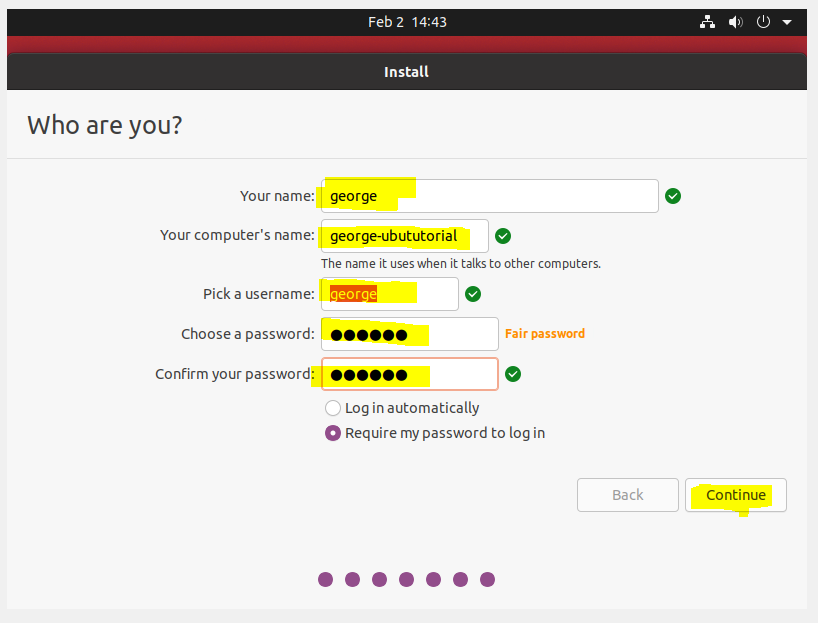 Feb 2 14:43
Install
Who are you?
Your name: george
Your computer's name: george-ubututorial
The name it uses when it talks to other computers.
Pick a username: george
Choose a password: ●●●●●● Fair password
Confirm your password: ●●●●●●
Log in automatically
Require my password to log in
Back Continue